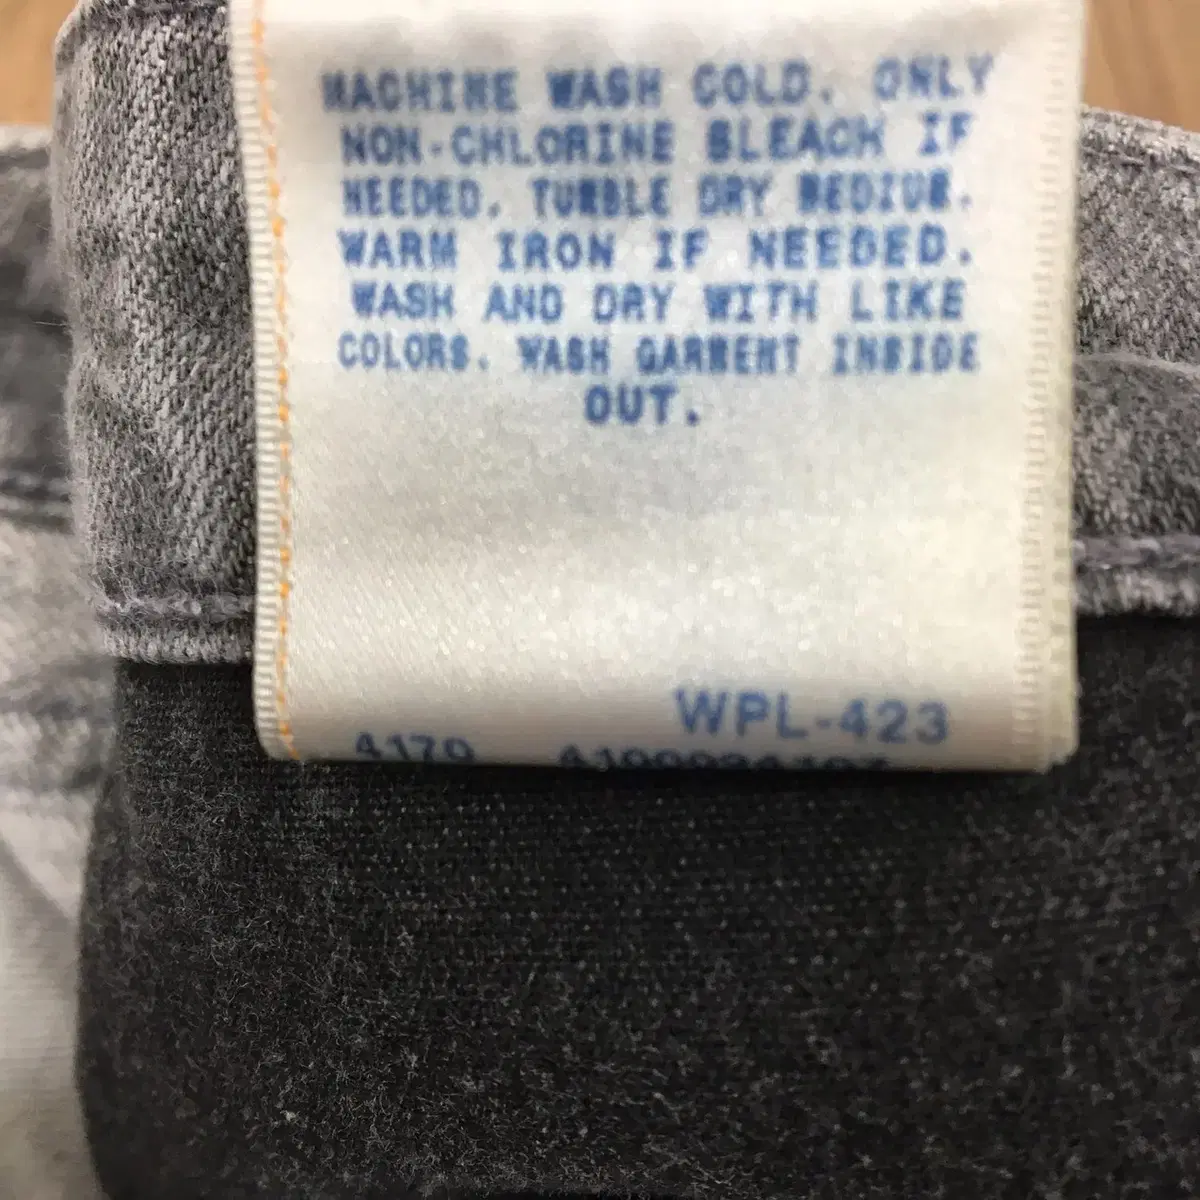 MACHINE WASH COLD. ONLY
NON-CHLORINE BLEACH IF
NEEDED. TUMBLE DRY MEDIUM.
WARM IRON IF NEEDED.
WASH AND DRY WITH LIKE
COLORS. WASH GARMENT INSIDE
OUT.
WPL-423
4170